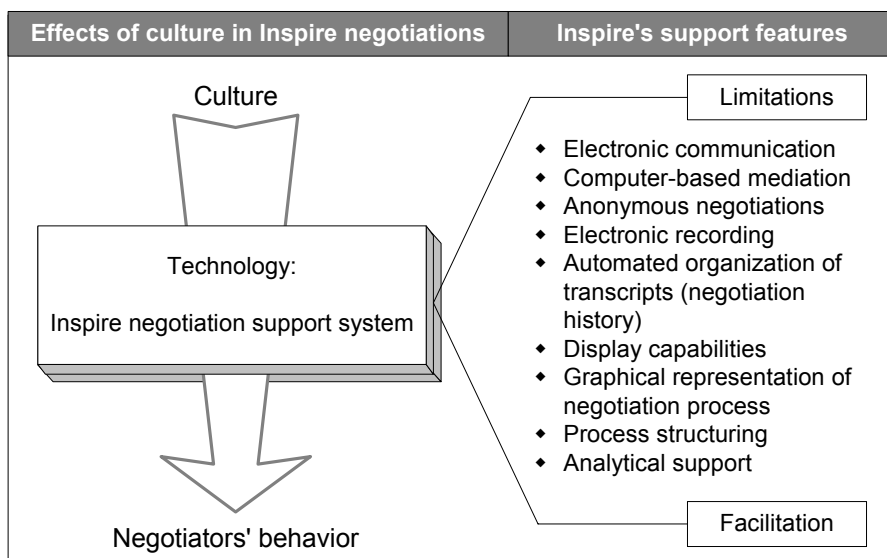 Effects of culture in Inspire negotiations
Inspire's support features
Culture
Technology:
Inspire negotiation support system
Negotiators' behavior
Limitations
◆ Electronic communication
◆ Computer-based mediation
◆ Anonymous negotiations
◆ Electronic recording
◆ Automated organization of
transcripts (negotiation
history)
◆ Display capabilities
◆ Graphical representation of
negotiation process
◆ Process structuring
◆ Analytical support
Facilitation